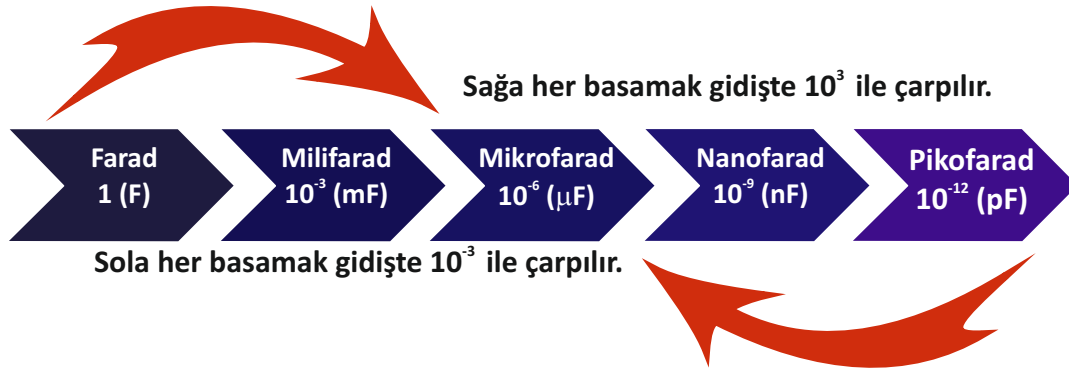 Sağa her basamak gidişte 10³ ile çarpılır.
Farad
1 (F)
Milifarad
10⁻³ (mF)
Mikrofarad
10⁻⁶ (μF)
Nanofarad
10⁻⁹ (nF)
Pikofarad
10⁻¹² (pF)
Sola her basamak gidişte 10⁻³ ile çarpılır.